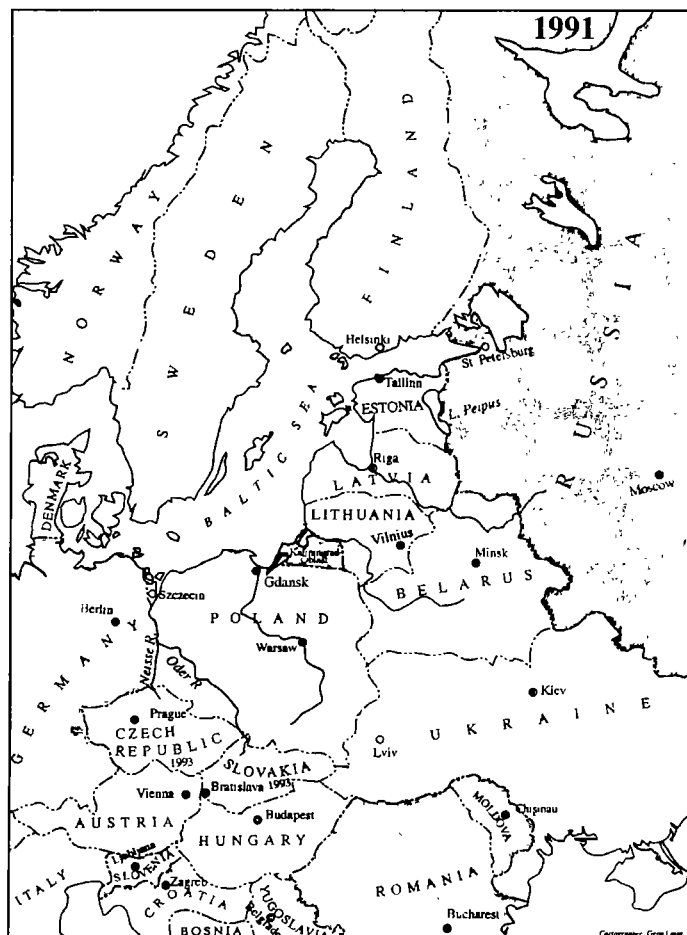 1991
NORWAY
SWEDEN
FINLAND
RUSSIA
Helsinki
St Petersburg
Tallinn
ESTONIA
L. Peipus
BALTIC SEA
Riga
LATVIA
Moscow
DENMARK
LITHUANIA
Vilnius
Minsk
BELARUS
Gdansk
Szczecin
Berlin
POLAND
Warsaw
GERMANY
Neisse R.
Oder R.
Kiev
UKRAINE
Lviv
Prague
CZECH
REPUBLIC
1993
SLOVAKIA
1993
Vienna
Bratislava
AUSTRIA
Budapest
HUNGARY
MOLDOVA
Chisinau
Ljubljana
SLOVENIA
ITALY
Zagreb
CROATIA
YUGOSLAVIA
Belgrade
ROMANIA
BOSNIA
Bucharest